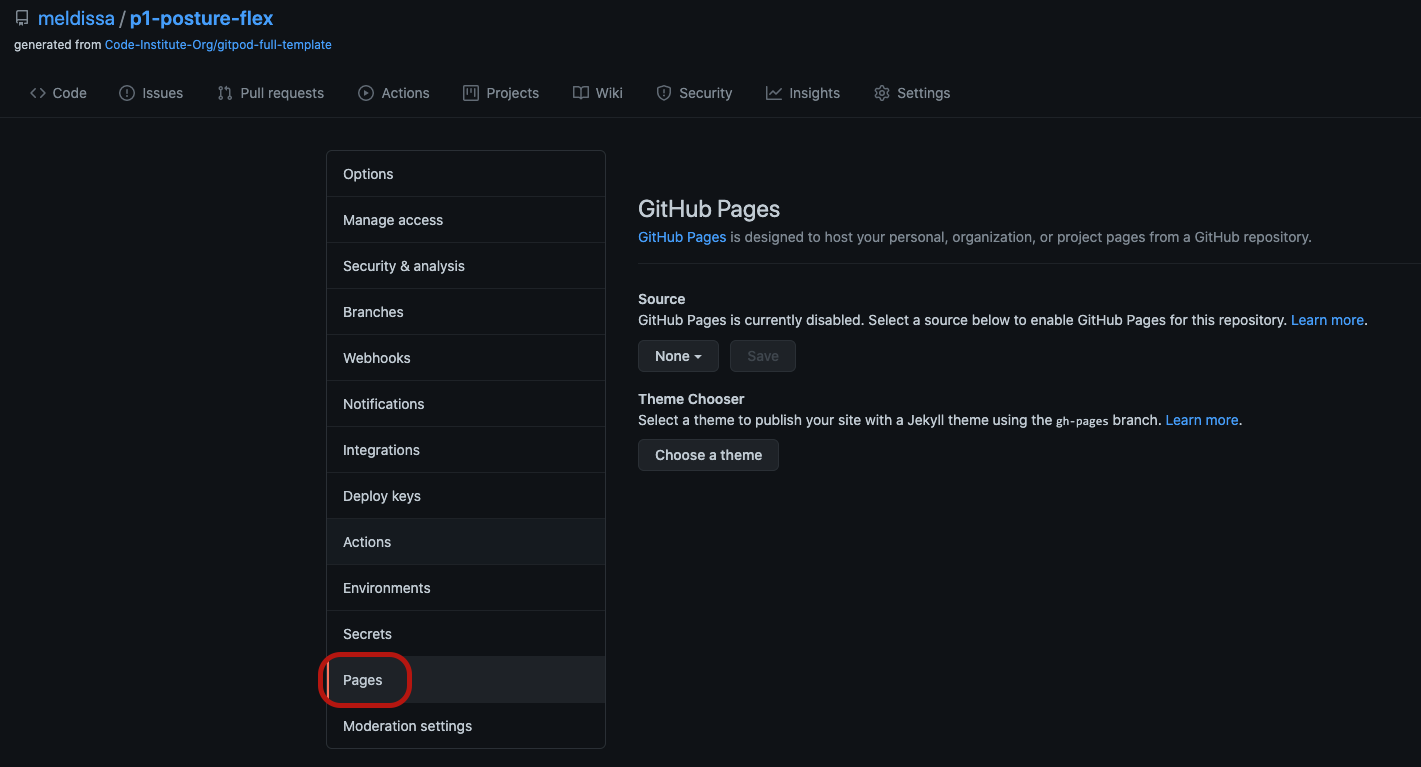 meldissa / p1-posture-flex
generated from Code-Institute-Org/gitpod-full-template
Code Issues Pull requests Actions Projects Wiki Security Insights Settings
Options
Manage access
Security & analysis
Branches
Webhooks
Notifications
Integrations
Deploy keys
Actions
Environments
Secrets
Pages
Moderation settings
GitHub Pages
GitHub Pages is designed to host your personal, organization, or project pages from a GitHub repository.
Source
GitHub Pages is currently disabled. Select a source below to enable GitHub Pages for this repository. Learn more.
None Save
Theme Chooser
Select a theme to publish your site with a Jekyll theme using the gh-pages branch. Learn more.
Choose a theme